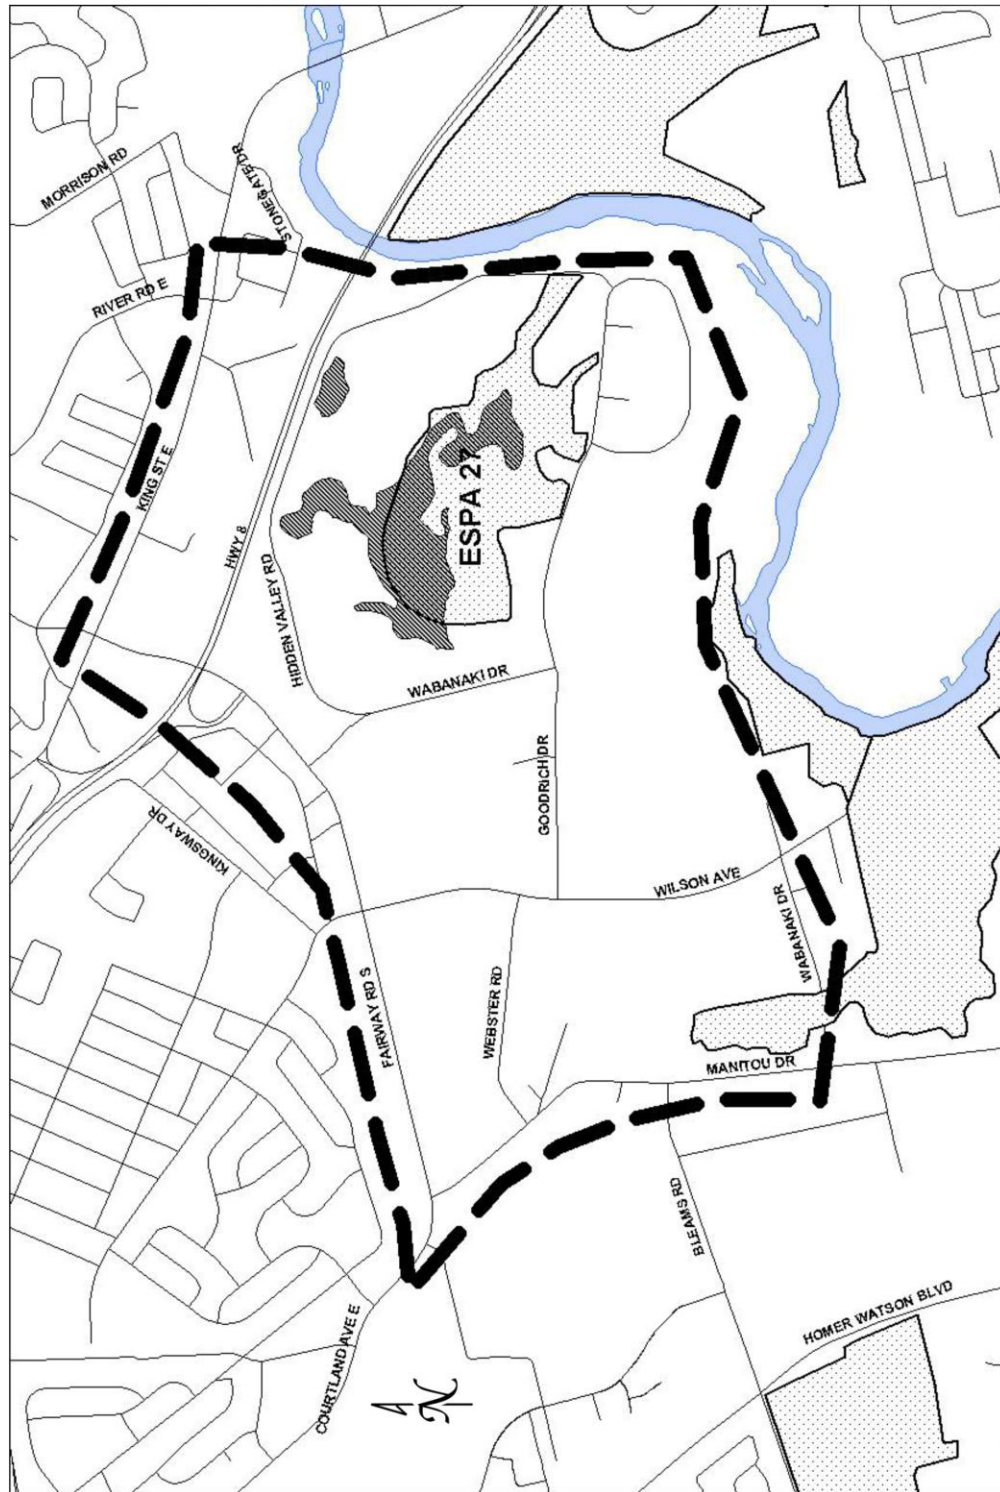 MORRISON RD
STONEGATE DR
RIVER RD E
KING ST E
HWY 8
HIDDEN VALLEY RD
ESPA 27
WABANAKI DR
KINGSWAY DR
GOODRICH DR
WILSON AVE
WABANAKI DR
FAIRWAY RD S
WEBSTER RD
MANITOU DR
BLEAMS RD
HOMER WATSON BLVD
COURTLAND AVE E
N